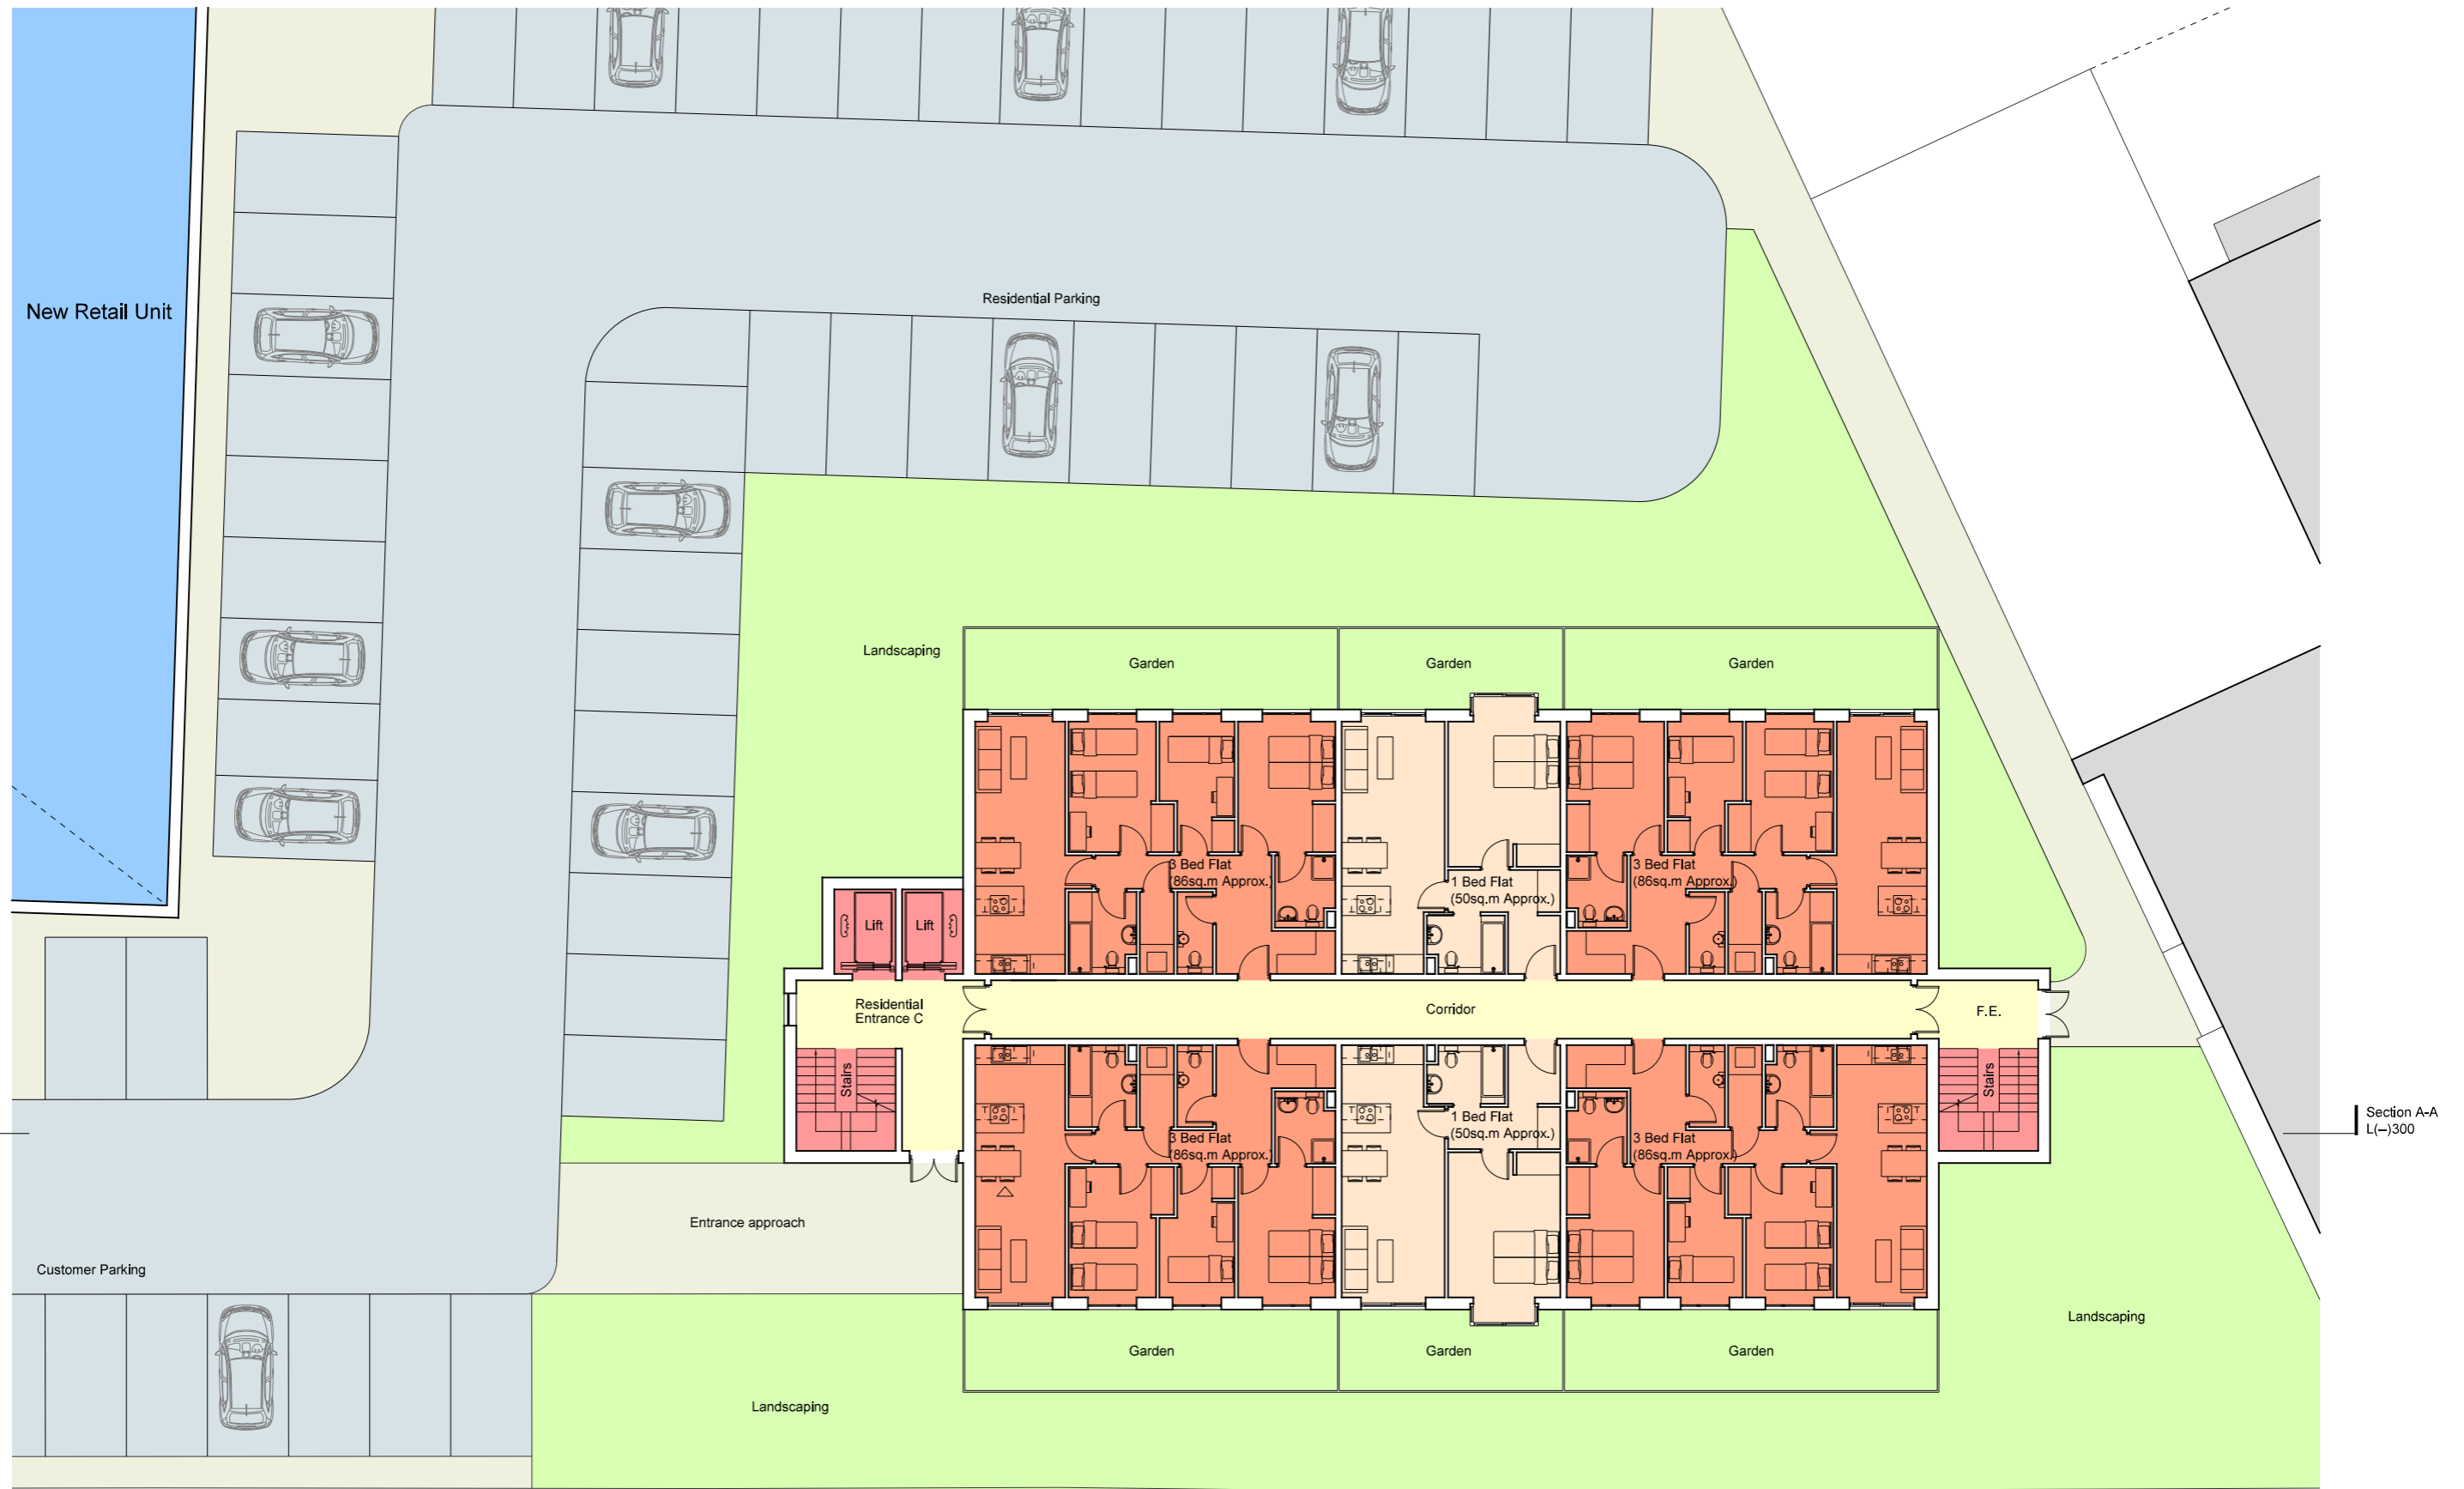 New Retail Unit
Residential Parking
Landscaping
Garden
Garden
Garden
3 Bed Flat
(86sq.m Approx.)
1 Bed Flat
(50sq.m Approx.)
3 Bed Flat
(86sq.m Approx.)
Lift
Lift
Residential
Entrance C
Corridor
F.E.
Stairs
Stairs
3 Bed Flat
(86sq.m Approx.)
1 Bed Flat
(50sq.m Approx.)
3 Bed Flat
(86sq.m Approx.)
Section A-A
L(--)300
Entrance approach
Customer Parking
Landscaping
Garden
Garden
Garden
Landscaping